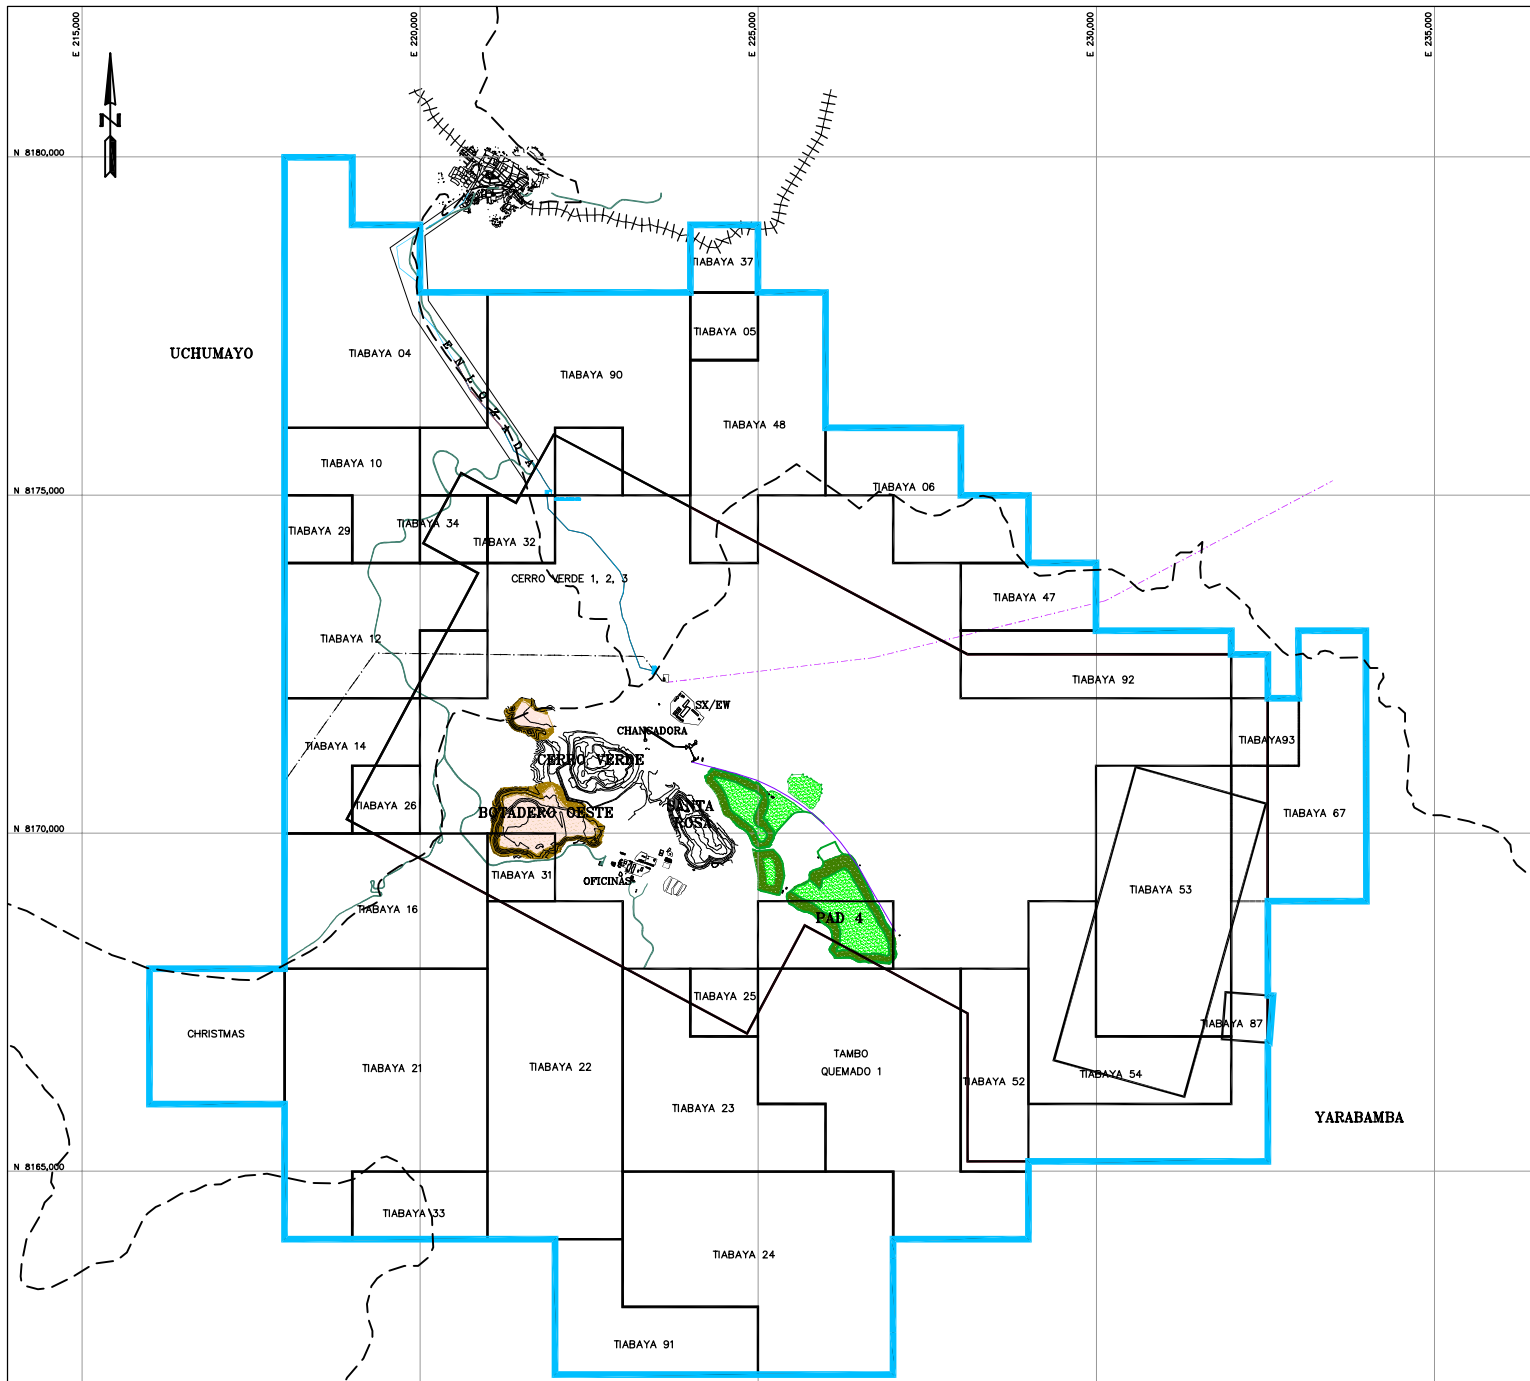 E 215,000
E 220,000
E 225,000
E 230,000
E 235,000
N
N 8180,000
TIABAYA 37
TIABAYA 05
UCHUMAYO
TIABAYA 04
ENLOZADA
TIABAYA 90
TIABAYA 48
TIABAYA 10
TIABAYA 06
N 8175,000
TIABAYA 29
TIABAYA 34
TIABAYA 32
CERRO VERDE 1, 2, 3
TIABAYA 47
TIABAYA 12
TIABAYA 92
SX/EW
CHANCADORA
TIABAYA 14
TIABAYA93
CERRO VERDE
TIABAYA 26
BOTADERO OESTE
SANTA
ROSA
TIABAYA 67
N 8170,000
TIABAYA 31
OFICINAS
TIABAYA 53
TIABAYA 16
PAD 4
TIABAYA 25
TIABAYA 87
CHRISTMAS
TIABAYA 21
TIABAYA 22
TAMBO
QUEMADO 1
TIABAYA 52
TIABAYA 54
TIABAYA 23
YARABAMBA
N 8165,000
TIABAYA 33
TIABAYA 24
TIABAYA 91